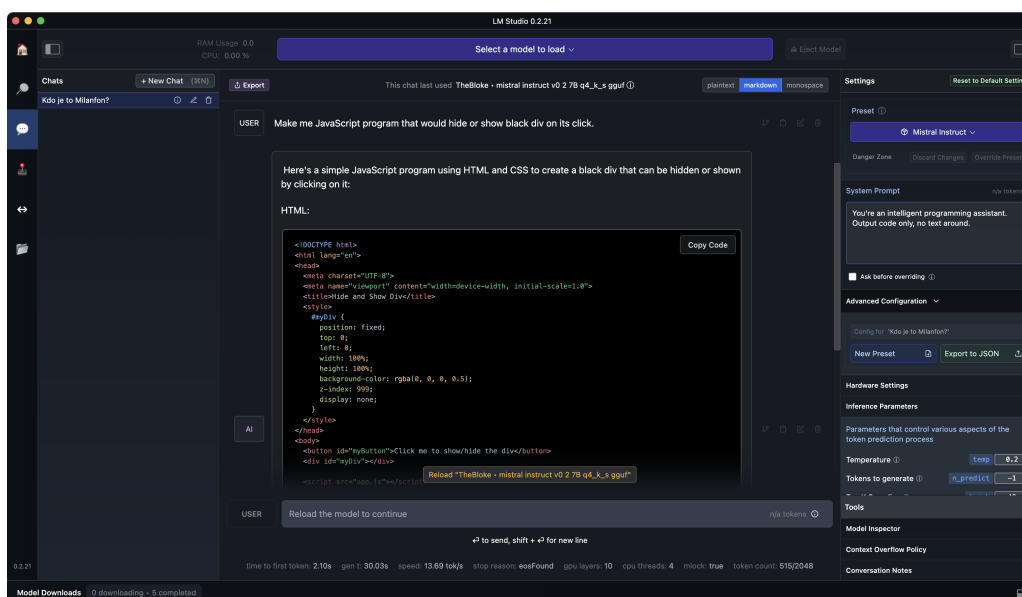 LM Studio 0.2.21
RAM Usage 0.0
CPU: 0.00 %
Select a model to load
Eject Model
Chats
+ New Chat (⌘N)
Export
This chat last used TheBloke • mistral instruct v0 2 7B q4_k_s gguf
plaintext markdown monospace
Settings
Reset to Default Settin
Kdo je to Milanfon?
USER
Make me JavaScript program that would hide or show black div on its click.
Here's a simple JavaScript program using HTML and CSS to create a black div that can be hidden or shown
by clicking on it:
HTML:
Copy Code
<!DOCTYPE html>
<html lang="en">
<head>
<meta charset="UTF-8">
<meta name="viewport" content="width=device-width, initial-scale=1.0">
<title>Hide and Show Div</title>
<style>
#myDiv {
position: fixed;
top: 0;
left: 0;
width: 100%;
height: 100%;
background-color: rgba(0, 0, 0, 0.5);
z-index: 999;
display: none;
}
</style>
</head>
<body>
<button id="myButton">Click me to show/hide the div</button>
<div id="myDiv"></div>
<script src="app.js"></script>
AI
Reload "TheBloke • mistral instruct v0 2 7B q4_k_s gguf"
USER
Reload the model to continue
n/a tokens
⏎ to send, shift + ⏎ for new line
time to first token: 2.10s gen t: 30.03s speed: 13.69 tok/s stop reason: eosFound gpu layers: 10 cpu threads: 4 mlock: true token count: 515/2048
Preset
Mistral Instruct
Danger Zone
Discard Changes
Override Preset
System Prompt
n/a tokens
You're an intelligent programming assistant.
Output code only, no text around.
Ask before overriding
Advanced Configuration
Config for 'Kdo je to Milanfon?'
New Preset
Export to JSON
Hardware Settings
Inference Parameters
Parameters that control various aspects of the
token prediction process
Temperature temp 0.2
Tokens to generate n_predict -1
Tools
Model Inspector
Context Overflow Policy
Conversation Notes
0.2.21
Model Downloads 0 downloading • 5 completed